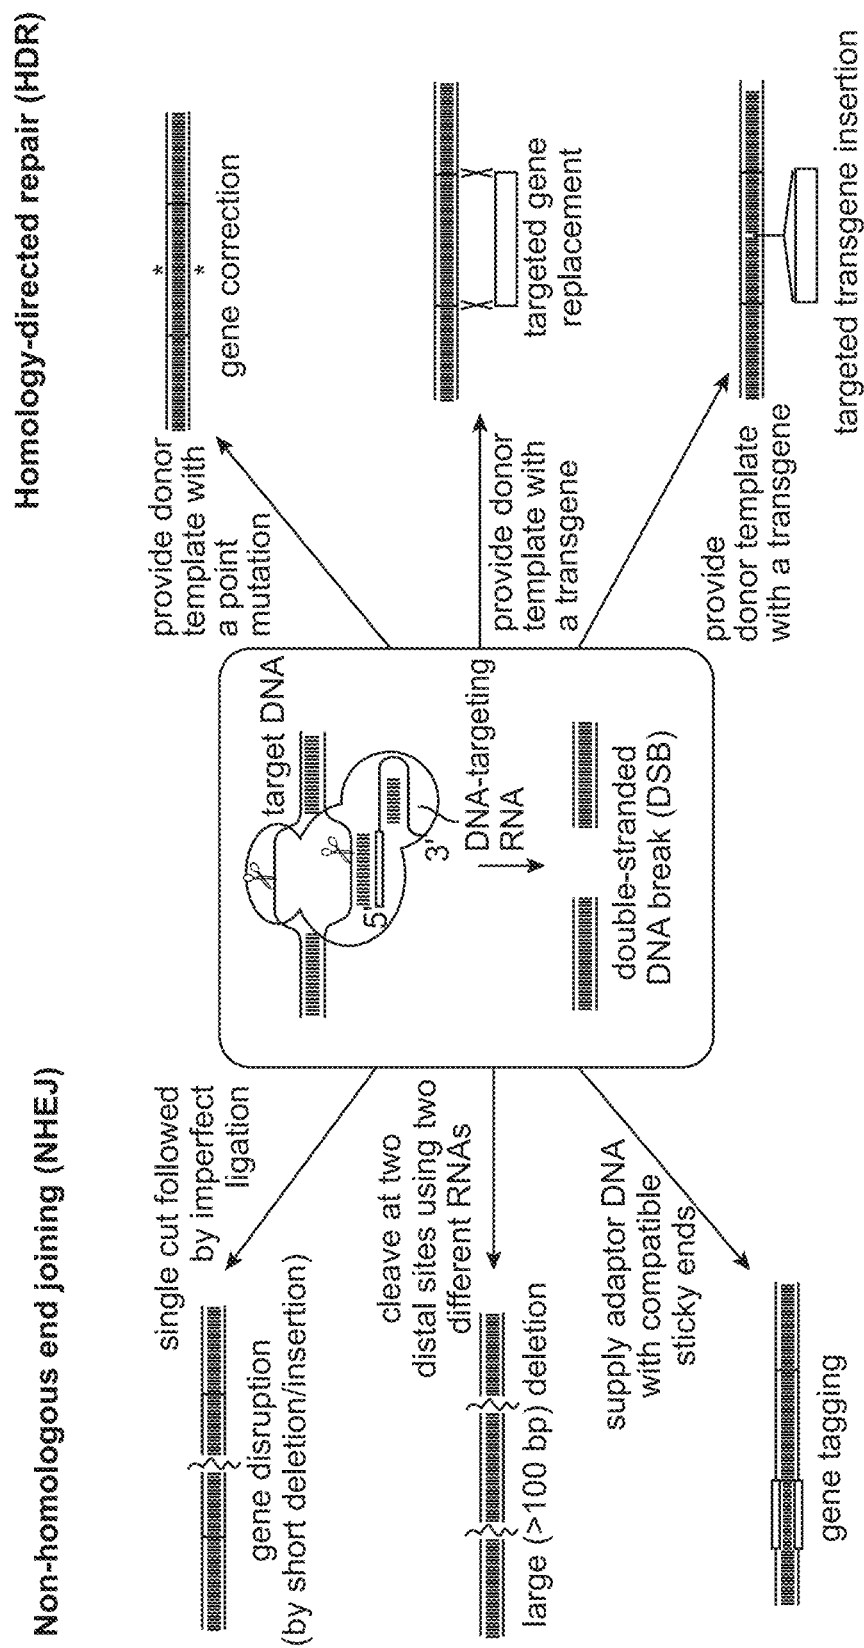 Non-homologous end joining (NHEJ)
single cut followed
by imperfect
ligation
gene disruption
(by short deletion/insertion)
cleave at two
distal sites using two
different RNAs
large (>100 bp) deletion
supply adaptor DNA
with compatible
sticky ends
gene tagging
target DNA
5'
3'
DNA-targeting
RNA
double-stranded
DNA break (DSB)
Homology-directed repair (HDR)
provide donor
template with
a point
mutation
*
*
gene correction
provide donor
template with
a transgene
targeted gene
replacement
provide
donor template
with a transgene
targeted transgene insertion